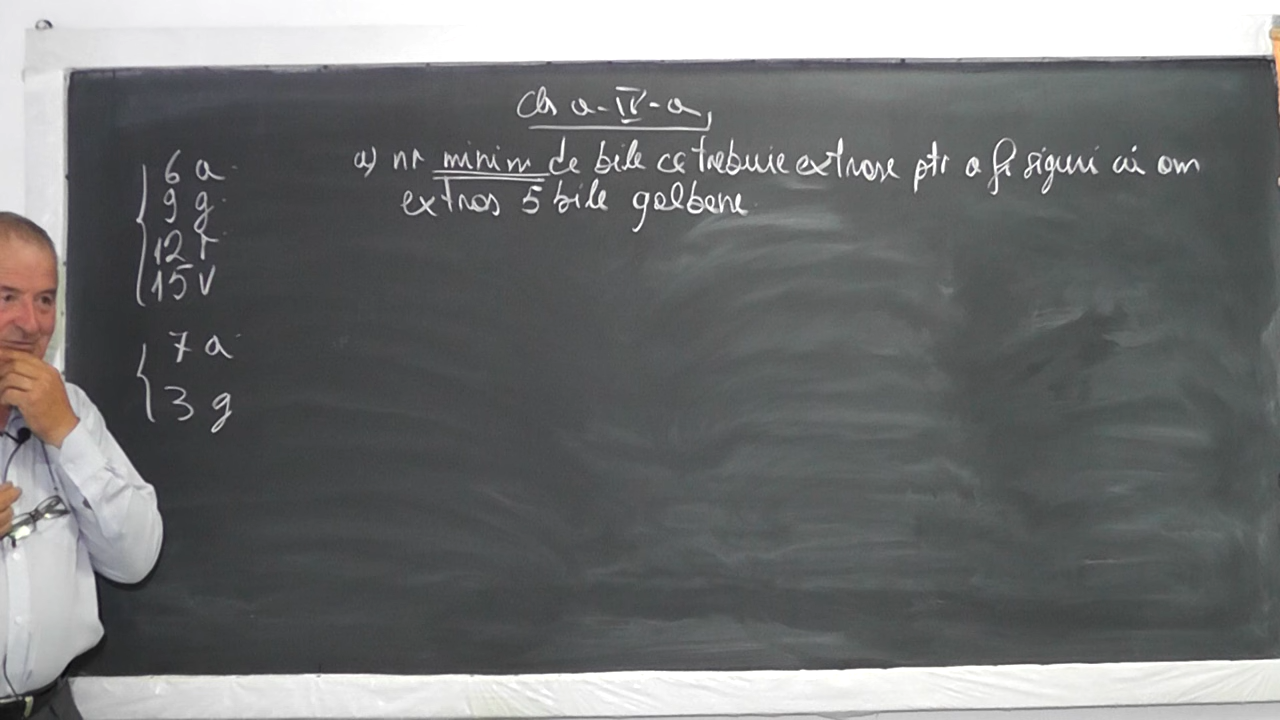 Cls a-IV-a,
6 a
9 g
12 r
15 v
7 a
3 g
a) nr minim de bile ce trebuie extrase ptr a fi siguri că am
extras 5 bile galbene